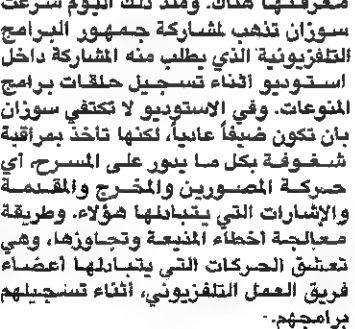 معرفتها هناك. ومنذ ذلك اليوم شرعت
سوزان تذهب لمشاركة جمهور البرامج
التلفزيونية الذي يطلب منه المشاركة داخل
استوديو أثناء تسجيل حلقات برامج
المنوعات. وفي الاستوديو لا تكتفي سوزان
بأن تكون ضيفاً عادياً، لكنها تأخذ بمراقبة
شغوفة بكل ما يدور على المسرح، أي
حركة المصورين والمخرج والمقدمة
والإشارات التي يتبادلها هؤلاء. وطريقة
معالجة أخطاء المذيعة وتجاوزها، وهي
تعشق الحركات التي يتبادلها أعضاء
فريق العمل التلفزيوني، أثناء تسجيلهم
برامجهم.